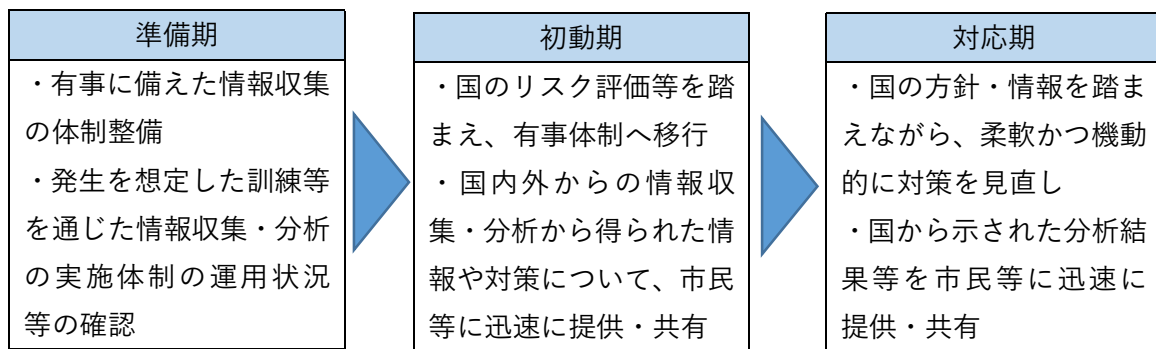 準備期
・有事に備えた情報収集
の体制整備
・発生を想定した訓練等
を通じた情報収集・分析
の実施体制の運用状況
等の確認
初動期
・国のリスク評価等を踏
まえ、有事体制へ移行
・国内外からの情報収
集・分析から得られた情
報や対策について、市民
等に迅速に提供・共有
対応期
・国の方針・情報を踏ま
えながら、柔軟かつ機動
的に対策を見直し
・国から示された分析結
果等を市民等に迅速に
提供・共有